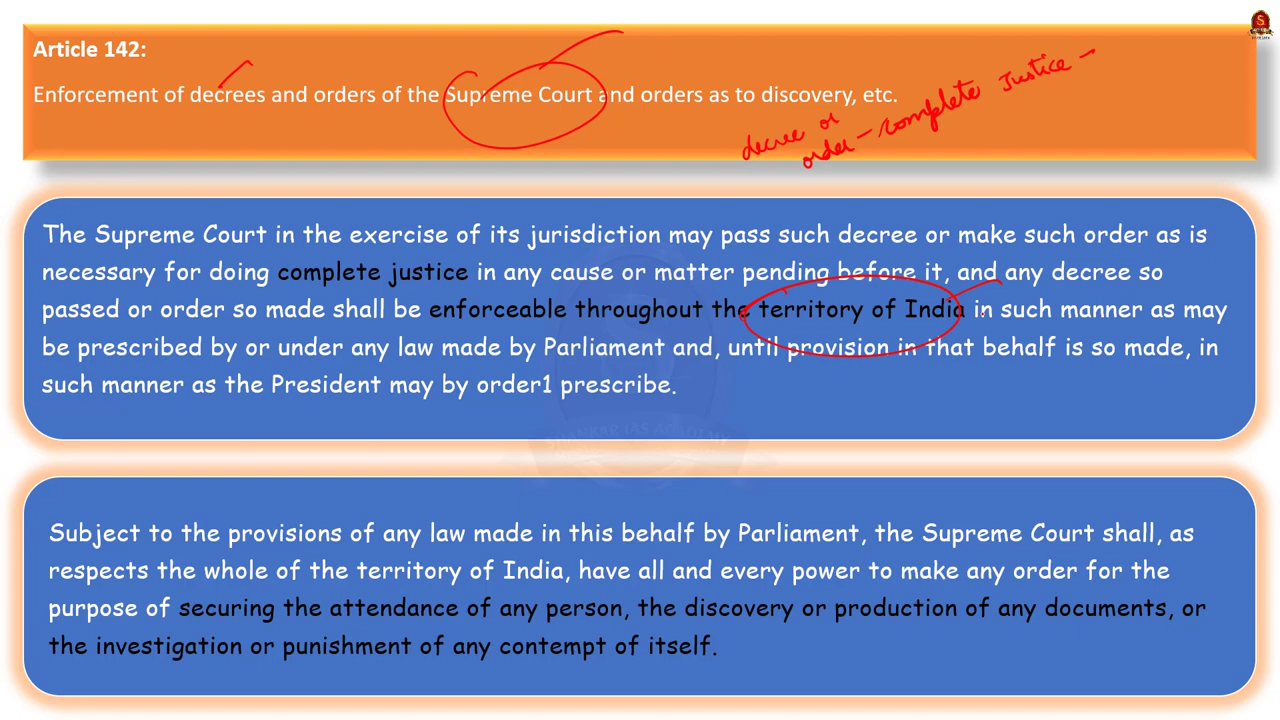 Article 142:
Enforcement of decrees and orders of the Supreme Court and orders as to discovery, etc.
decree or
order - complete Justice -
The Supreme Court in the exercise of its jurisdiction may pass such decree or make such order as is
necessary for doing complete justice in any cause or matter pending before it, and any decree so
passed or order so made shall be enforceable throughout the territory of India in such manner as may
be prescribed by or under any law made by Parliament and, until provision in that behalf is so made, in
such manner as the President may by order1 prescribe.
SHANKAR IAS ACADEMY
Subject to the provisions of any law made in this behalf by Parliament, the Supreme Court shall, as
respects the whole of the territory of India, have all and every power to make any order for the
purpose of securing the attendance of any person, the discovery or production of any documents, or
the investigation or punishment of any contempt of itself.